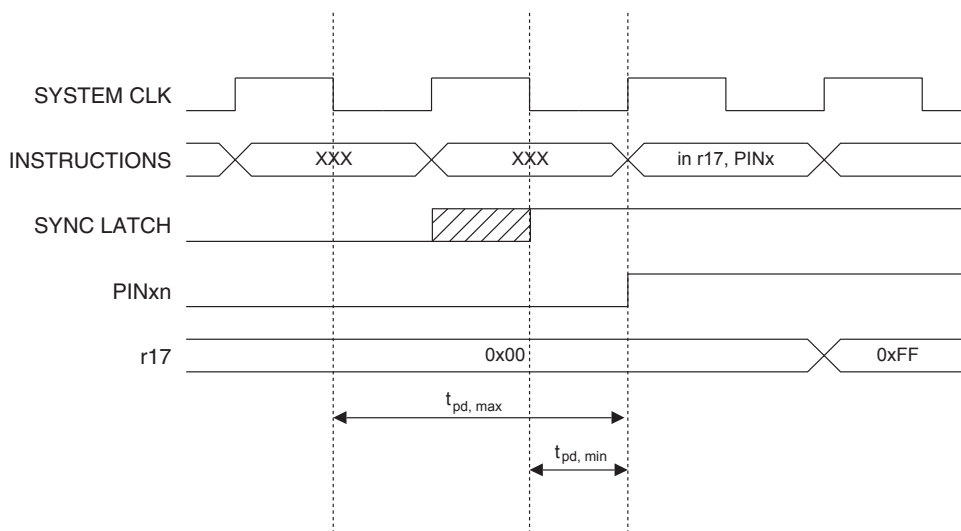 SYSTEM CLK
INSTRUCTIONS XXX XXX in r17, PINx
SYNC LATCH
PINxn
r17 0x00 0xFF
tpd, max
tpd, min